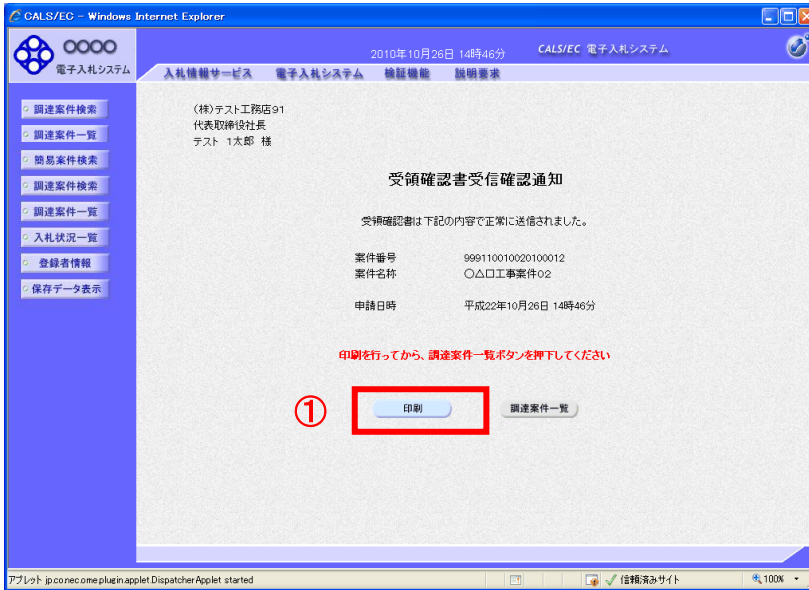 CALS/EC - Windows Internet Explorer
○○○○
電子入札システム
2010年10月26日 14時46分
CALS/EC 電子入札システム
入札情報サービス 電子入札システム 検証機能 説明要求
調達案件検索
調達案件一覧
簡易案件検索
調達案件検索
調達案件一覧
入札状況一覧
登録者情報
保存データ表示
(株)テスト工務店91
代表取締役社長
テスト 1太郎 様
受領確認書受信確認通知
受領確認書は下記の内容で正常に送信されました。
案件番号 999110010020100012
案件名称 ○△口工事案件02
申請日時 平成22年10月26日 14時46分
印刷を行ってから、調達案件一覧ボタンを押下してください
①
印刷
調達案件一覧
アプレット jp.co.nec.ome.plugin.applet.DispatcherApplet started
信頼済みサイト
100%